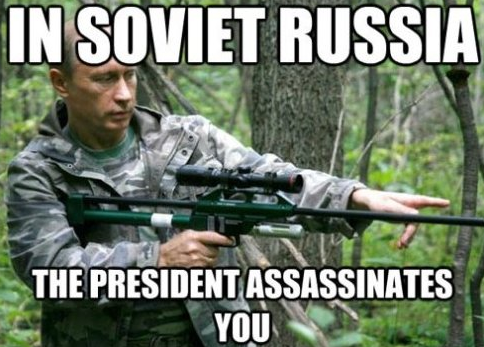 IN SOVIET RUSSIA
THE PRESIDENT ASSASSINATES
YOU